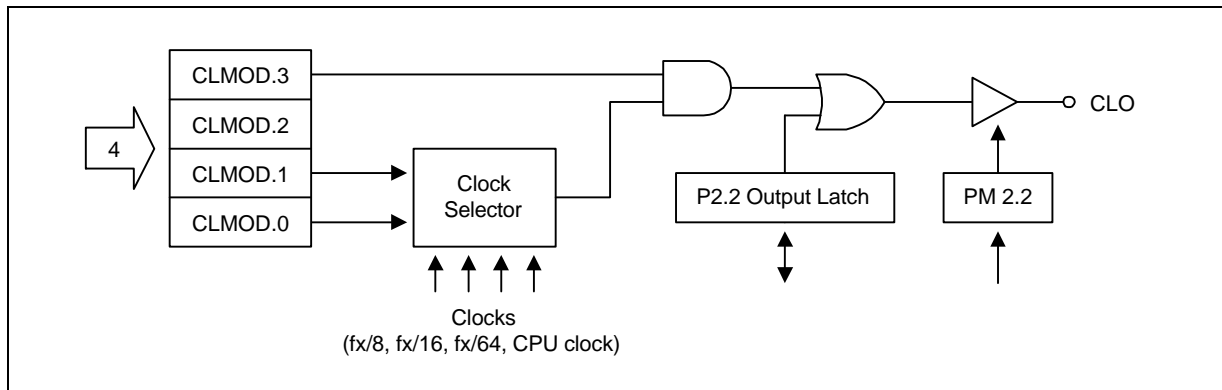 CLMOD.3
CLMOD.2
CLMOD.1
CLMOD.0
4
Clock
Selector
Clocks
(fx/8, fx/16, fx/64, CPU clock)
P2.2 Output Latch
PM 2.2
CLO